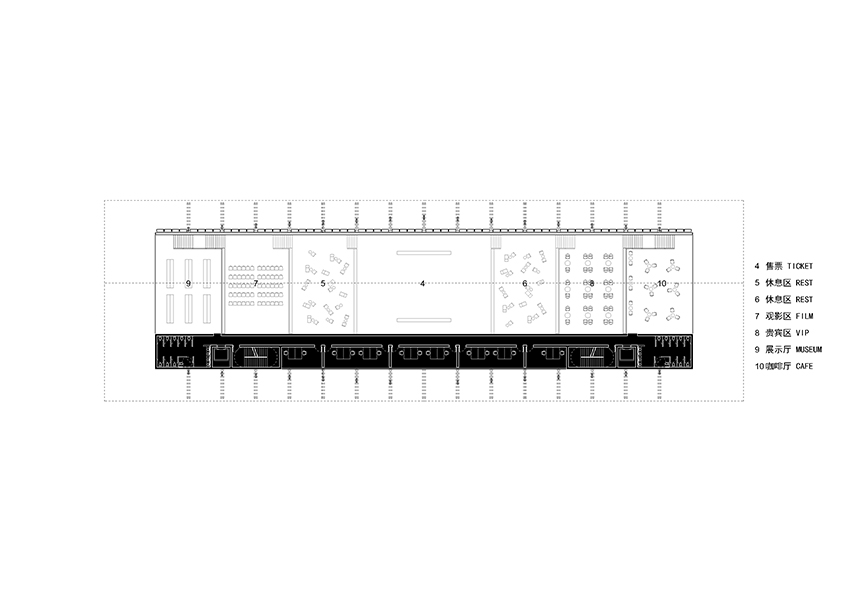 9 7 5 4 6 8 10
4 售票 TICKET
5 休息区 REST
6 休息区 REST
7 观影区 FILM
8 贵宾区 VIP
9 展示厅 MUSEUM
10咖啡厅 CAFE